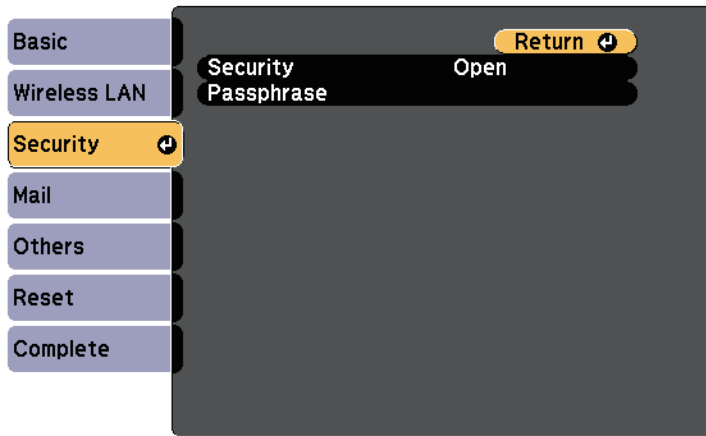 Basic
Wireless LAN
Security
Mail
Others
Reset
Complete
Return
Security Open
Passphrase